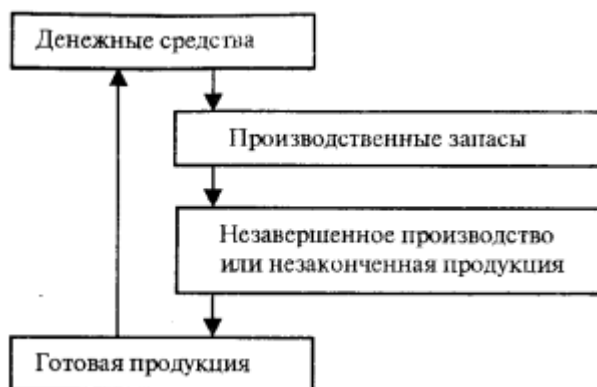 Денежные средства
Производственные запасы
Незавершенное производство
или незаконченная продукция
Готовая продукция